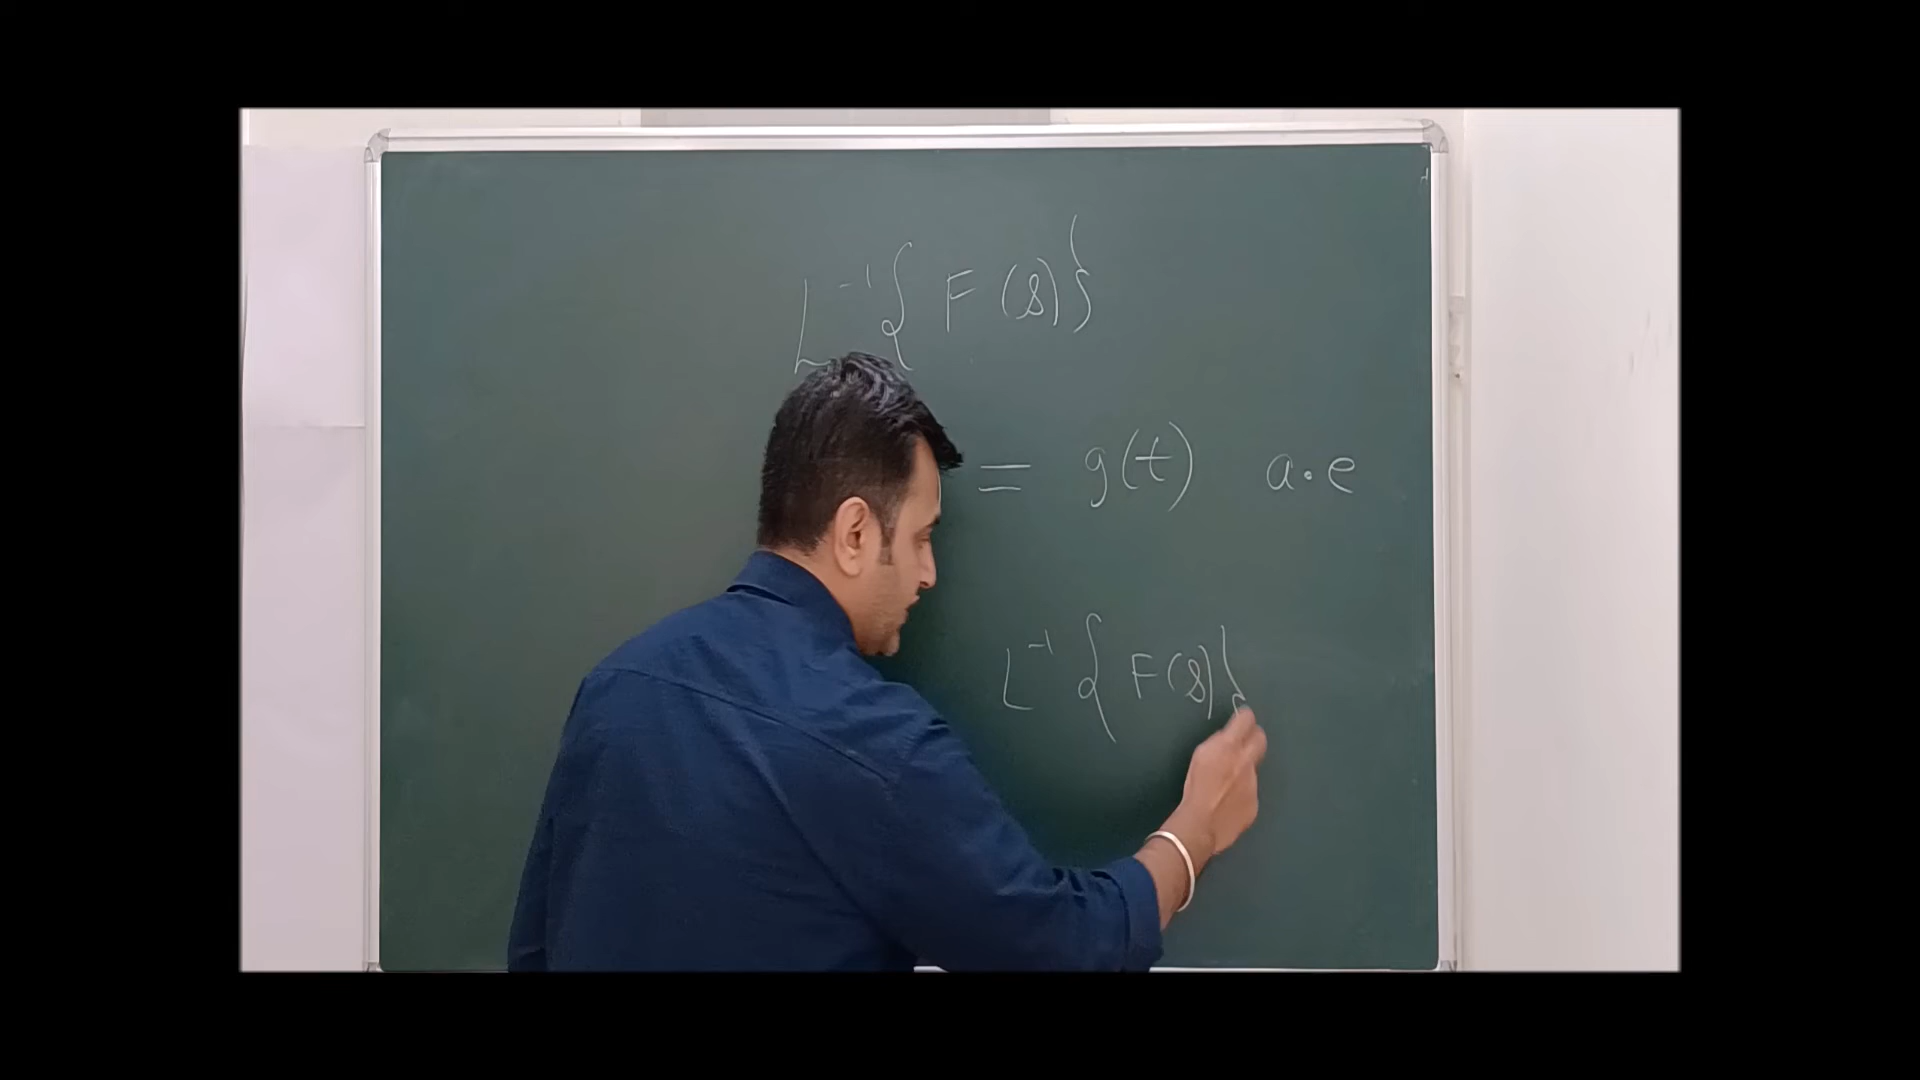 L⁻¹{F(s)}
= g(t) a.e
L⁻¹{F(s)}